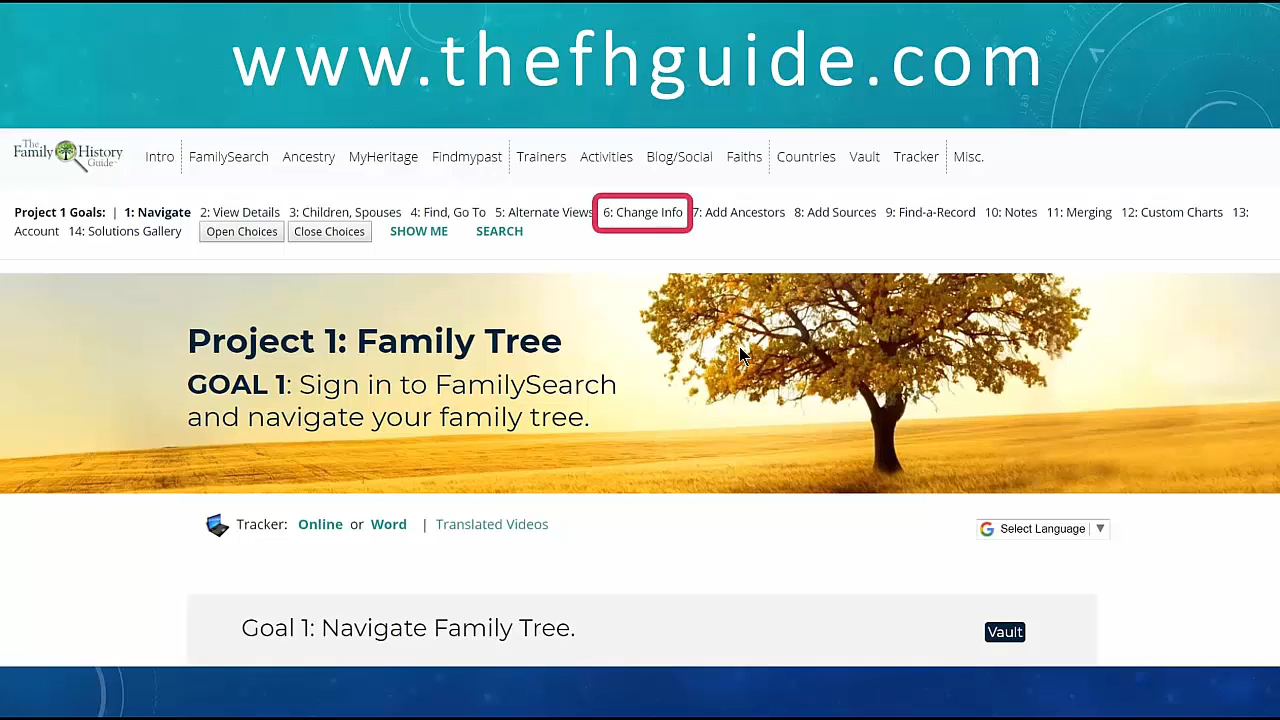 www.thefhguide.com
The Family History Guide
Intro FamilySearch Ancestry MyHeritage Findmypast Trainers Activities Blog/Social Faiths Countries Vault Tracker Misc.
Project 1 Goals: | 1: Navigate 2: View Details 3: Children, Spouses 4: Find, Go To 5: Alternate Views 6: Change Info 7: Add Ancestors 8: Add Sources 9: Find-a-Record 10: Notes 11: Merging 12: Custom Charts 13:
Account 14: Solutions Gallery Open Choices Close Choices SHOW ME SEARCH
Project 1: Family Tree
GOAL 1: Sign in to FamilySearch
and navigate your family tree.
Tracker: Online or Word | Translated Videos
Select Language
Goal 1: Navigate Family Tree.
Vault